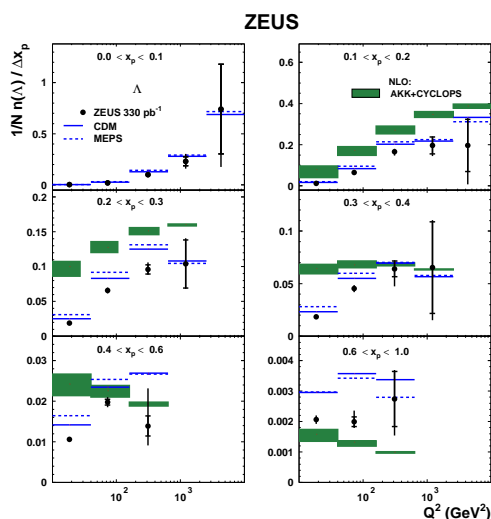 ZEUS
1/N n(Λ) / Δx_p
0.0 < x_p < 0.1
Λ
ZEUS 330 pb⁻¹
CDM
MEPS
1
0.5
0
0.1 < x_p < 0.2
NLO:
AKK+CYCLOPS
0.6
0.4
0.2
0
0.2 < x_p < 0.3
0.2
0.15
0.1
0.05
0
0.3 < x_p < 0.4
0.15
0.1
0.05
0
0.4 < x_p < 0.6
0.03
0.02
0.01
0
10²
10³
0.6 < x_p < 1.0
0.004
0.003
0.002
0.001
0
10²
10³
Q² (GeV²)